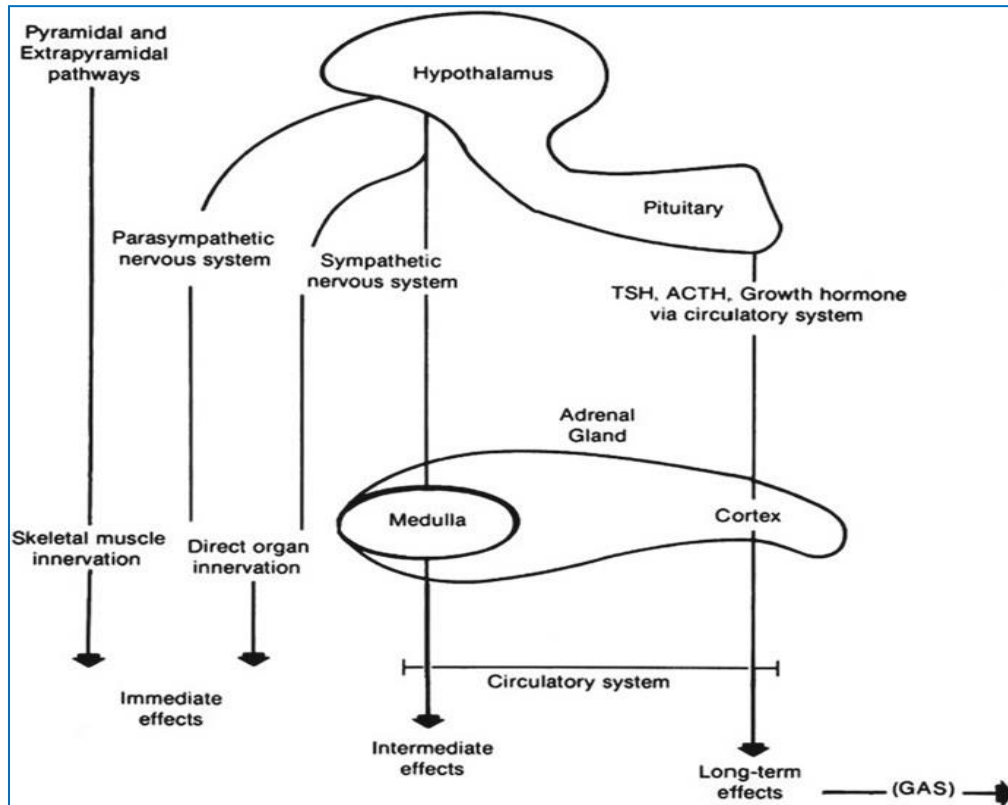 Pyramidal and
Extrapyramidal
pathways
Hypothalamus
Pituitary
Parasympathetic
nervous system
Sympathetic
nervous system
TSH, ACTH, Growth hormone
via circulatory system
Adrenal
Gland
Medulla
Cortex
Skeletal muscle
innervation
Direct organ
innervation
Circulatory system
Immediate
effects
Intermediate
effects
Long-term
effects
(GAS)